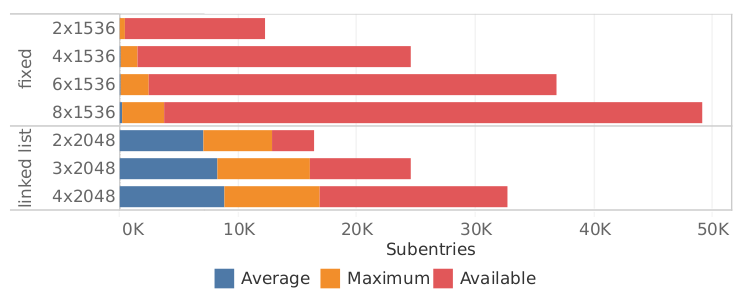 fixed
2x1536
4x1536
6x1536
8x1536
linked list
2x2048
3x2048
4x2048
0K 10K 20K 30K 40K 50K
Subentries
Average Maximum Available